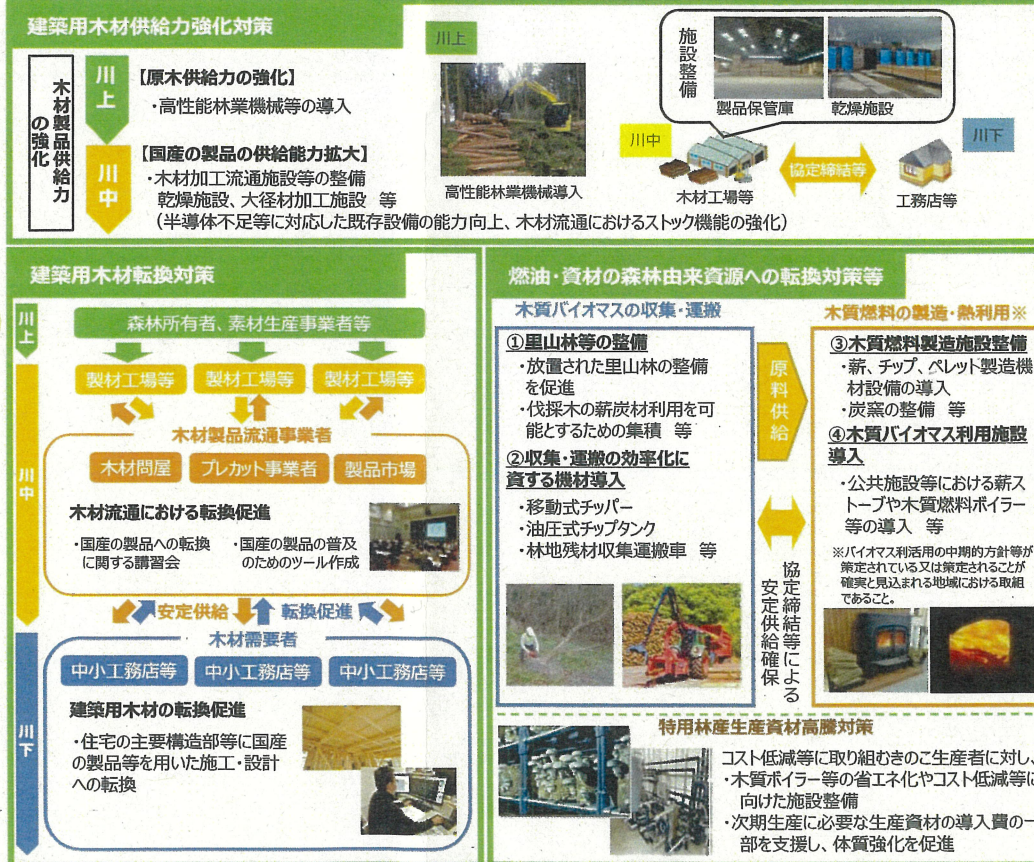 建築用木材供給力強化対策
木材製品供給力
の強化
川上
【原木供給力の強化】
・高性能林業機械等の導入
川中
【国産の製品の供給能力拡大】
・木材加工流通施設等の整備
乾燥施設、大径材加工施設 等
(半導体不足等に対応した既存設備の能力向上、木材流通におけるストック機能の強化)
川上
高性能林業機械導入
施設整備
製品保管庫
乾燥施設
川中
木材工場等
協定締結等
川下
工務店等
建築用木材転換対策
川上
森林所有者、素材生産事業者等
製材工場等
製材工場等
製材工場等
川中
木材製品流通事業者
木材問屋
プレカット事業者
製品市場
木材流通における転換促進
・国産の製品への転換
に関する講習会
・国産の製品の普及
のためのツール作成
安定供給
転換促進
川下
木材需要者
中小工務店等
中小工務店等
中小工務店等
建築用木材の転換促進
・住宅の主要構造部等に国産
の製品等を用いた施工・設計
への転換
燃油・資材の森林由来資源への転換対策等
木質バイオマスの収集・運搬
①里山林等の整備
・放置された里山林の整備
を促進
・伐採木の薪炭材利用を可
能とするための集積 等
②収集・運搬の効率化に
資する機材導入
・移動式チッパー
・油圧式チップタンク
・林地残材収集運搬車 等
原料供給
協定締結等による
安定供給確保
木質燃料の製造・熱利用※
③木質燃料製造施設整備
・薪、チップ、ペレット製造機
材設備の導入
・炭窯の整備 等
④木質バイオマス利用施設
導入
・公共施設等における薪ス
トーブや木質燃料ボイラー
等の導入 等
※バイオマス利活用の中期的方針等が
策定されている又は策定されることが
確実と見込まれる地域における取組
であること。
特用林産生産資材高騰対策
コスト低減等に取り組むきのこ生産者に対し、
・木質ボイラー等の省エネ化やコスト低減等に
向けた施設整備
・次期生産に必要な生産資材の導入費の一
部を支援し、体質強化を促進